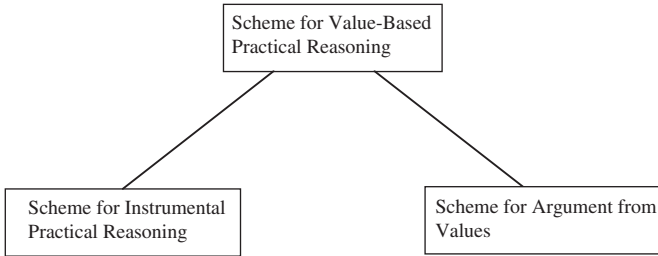 Scheme for Value-Based
Practical Reasoning
Scheme for Instrumental
Practical Reasoning
Scheme for Argument from
Values